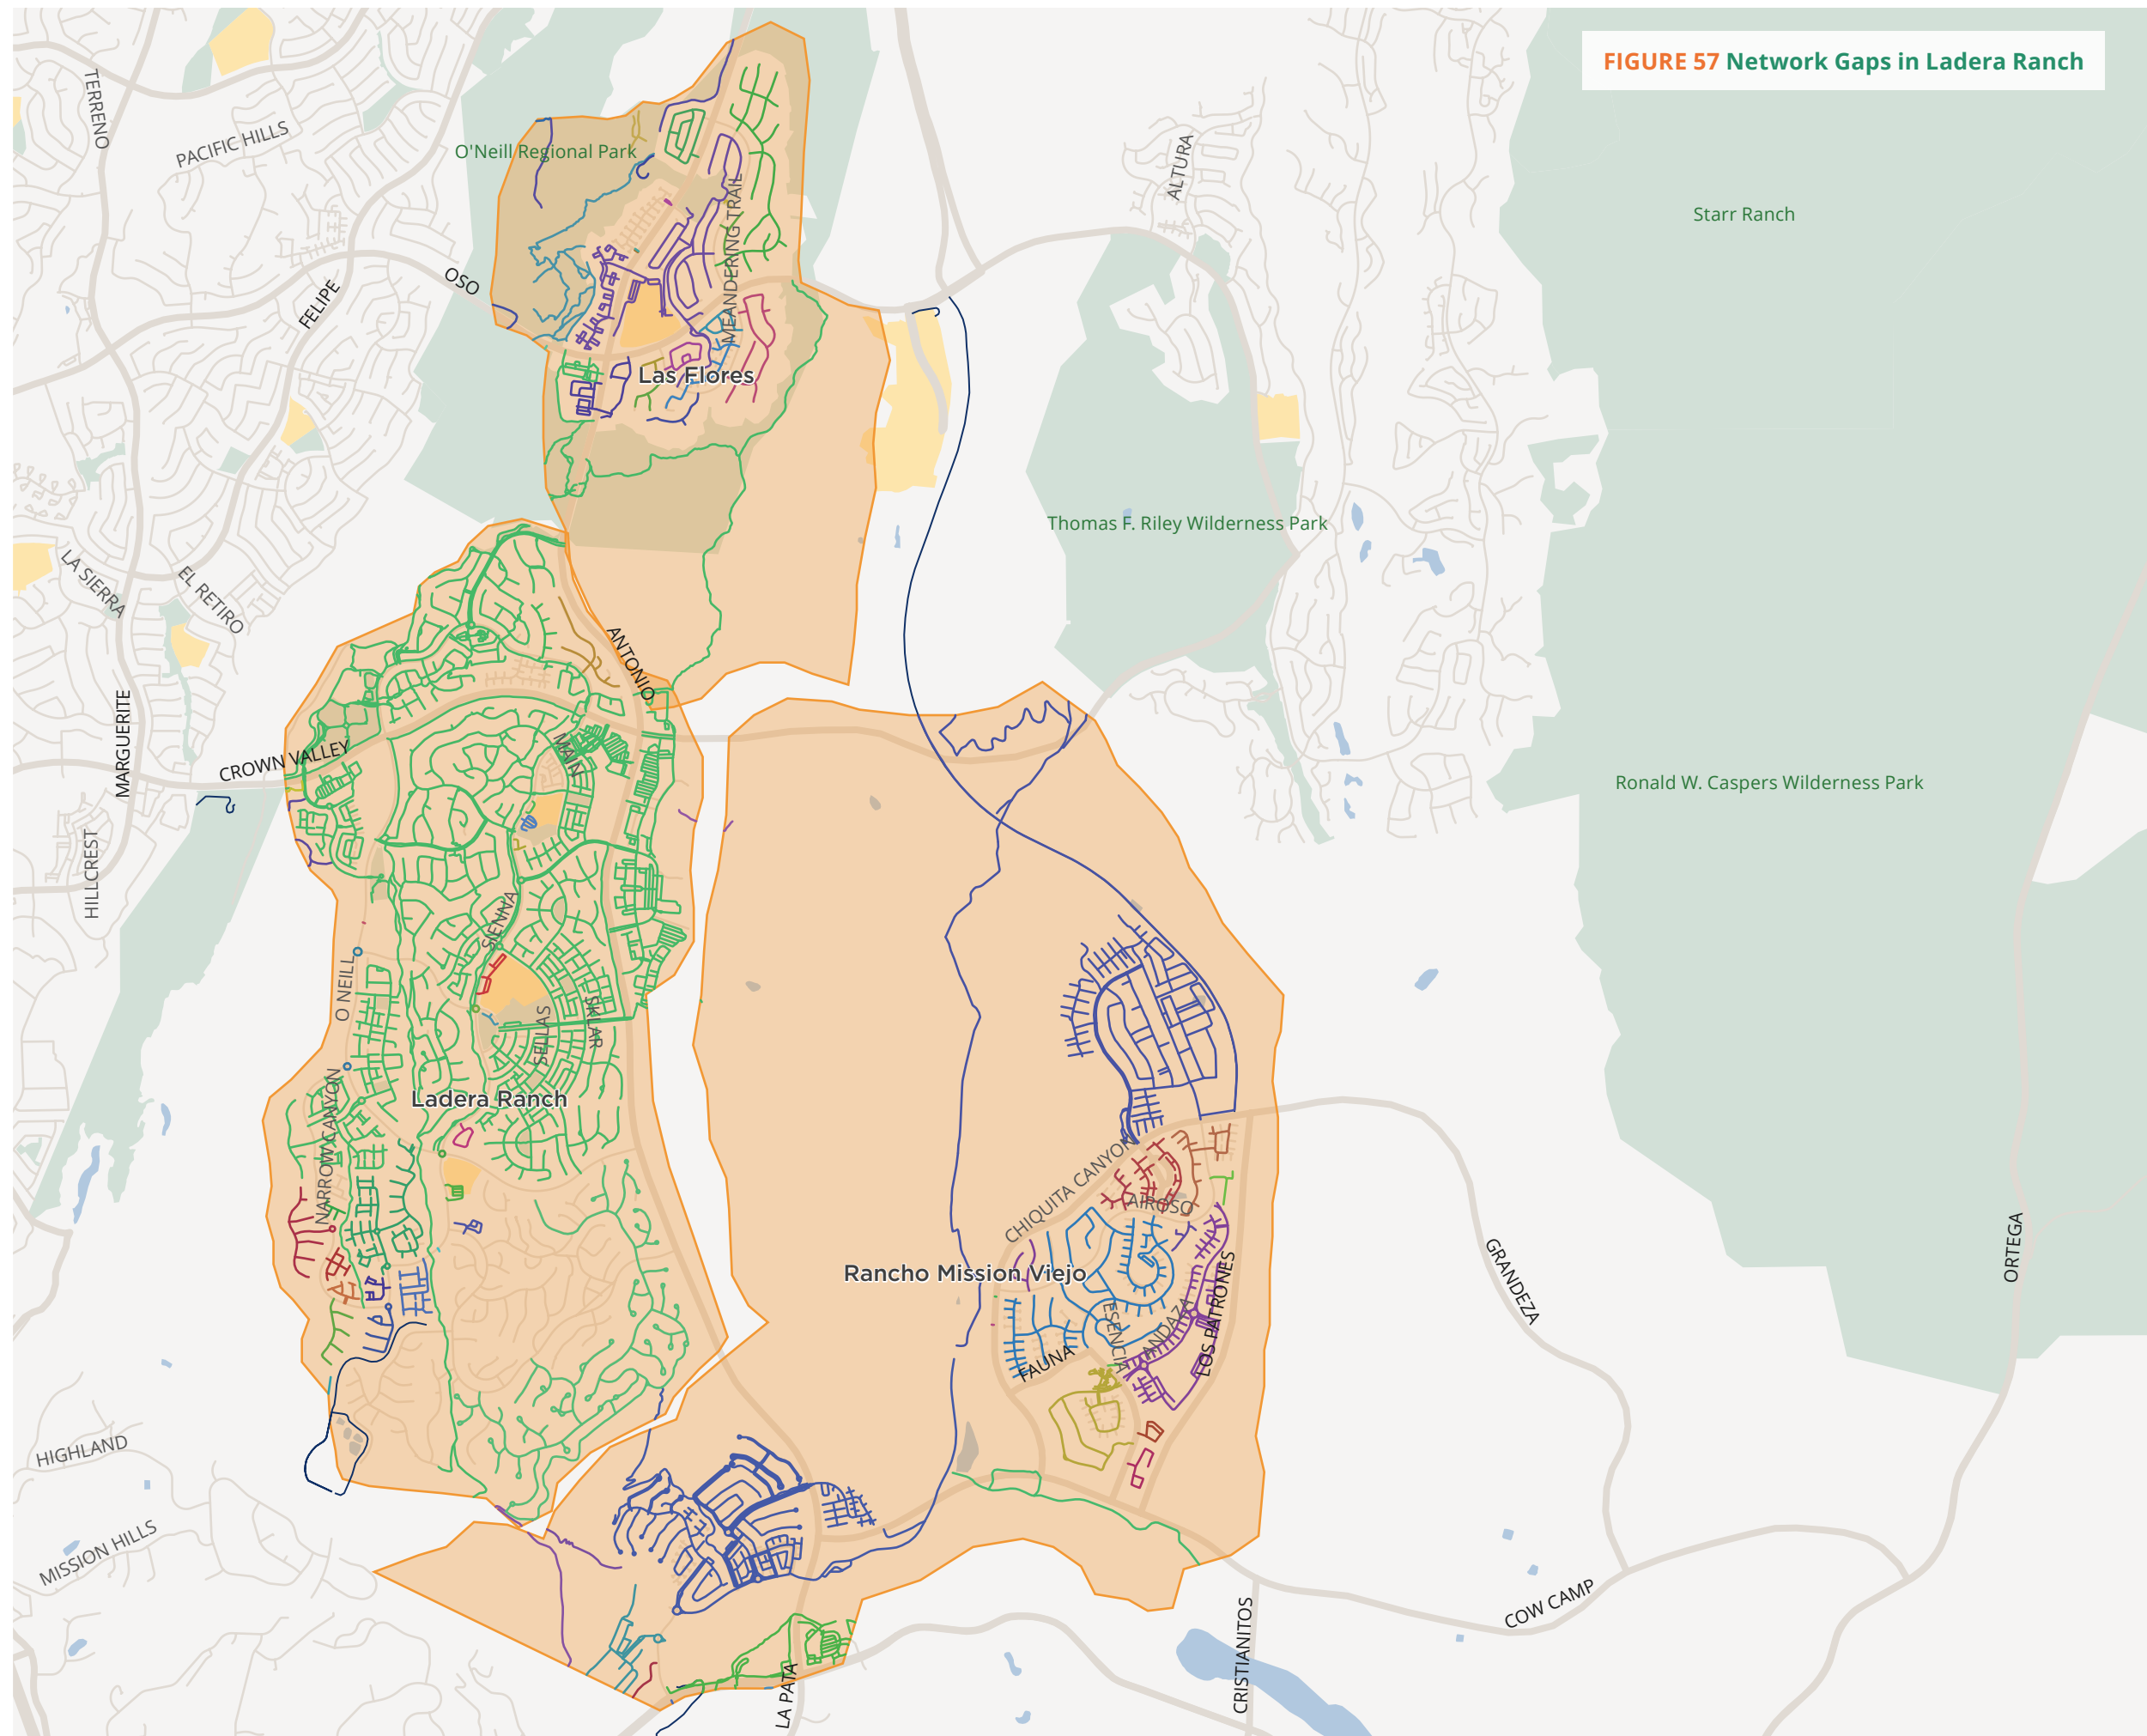 FIGURE 57 Network Gaps in Ladera Ranch
TERRENO
PACIFIC HILLS
O'Neill Regional Park
ALTURA
MEANDERING TRAIL
Starr Ranch
OSO
FELIPE
Las Flores
Thomas F. Riley Wilderness Park
LA SIERRA
EL RETIRO
ANTONIO
MARGUERITE
CROWN VALLEY
MAIN
Ronald W. Caspers Wilderness Park
HILLCREST
SIENNA
O NEILL
SELLAS
SKLAR
Ladera Ranch
NARROW CANYON
CHIQUITA CANYON
AIROSO
Rancho Mission Viejo
GRANDEZA
ORTEGA
ESENCIA
ANDAZA
LOS PATRONES
FAUNA
HIGHLAND
MISSION HILLS
COW CAMP
CRISTIANITOS
LA PATA